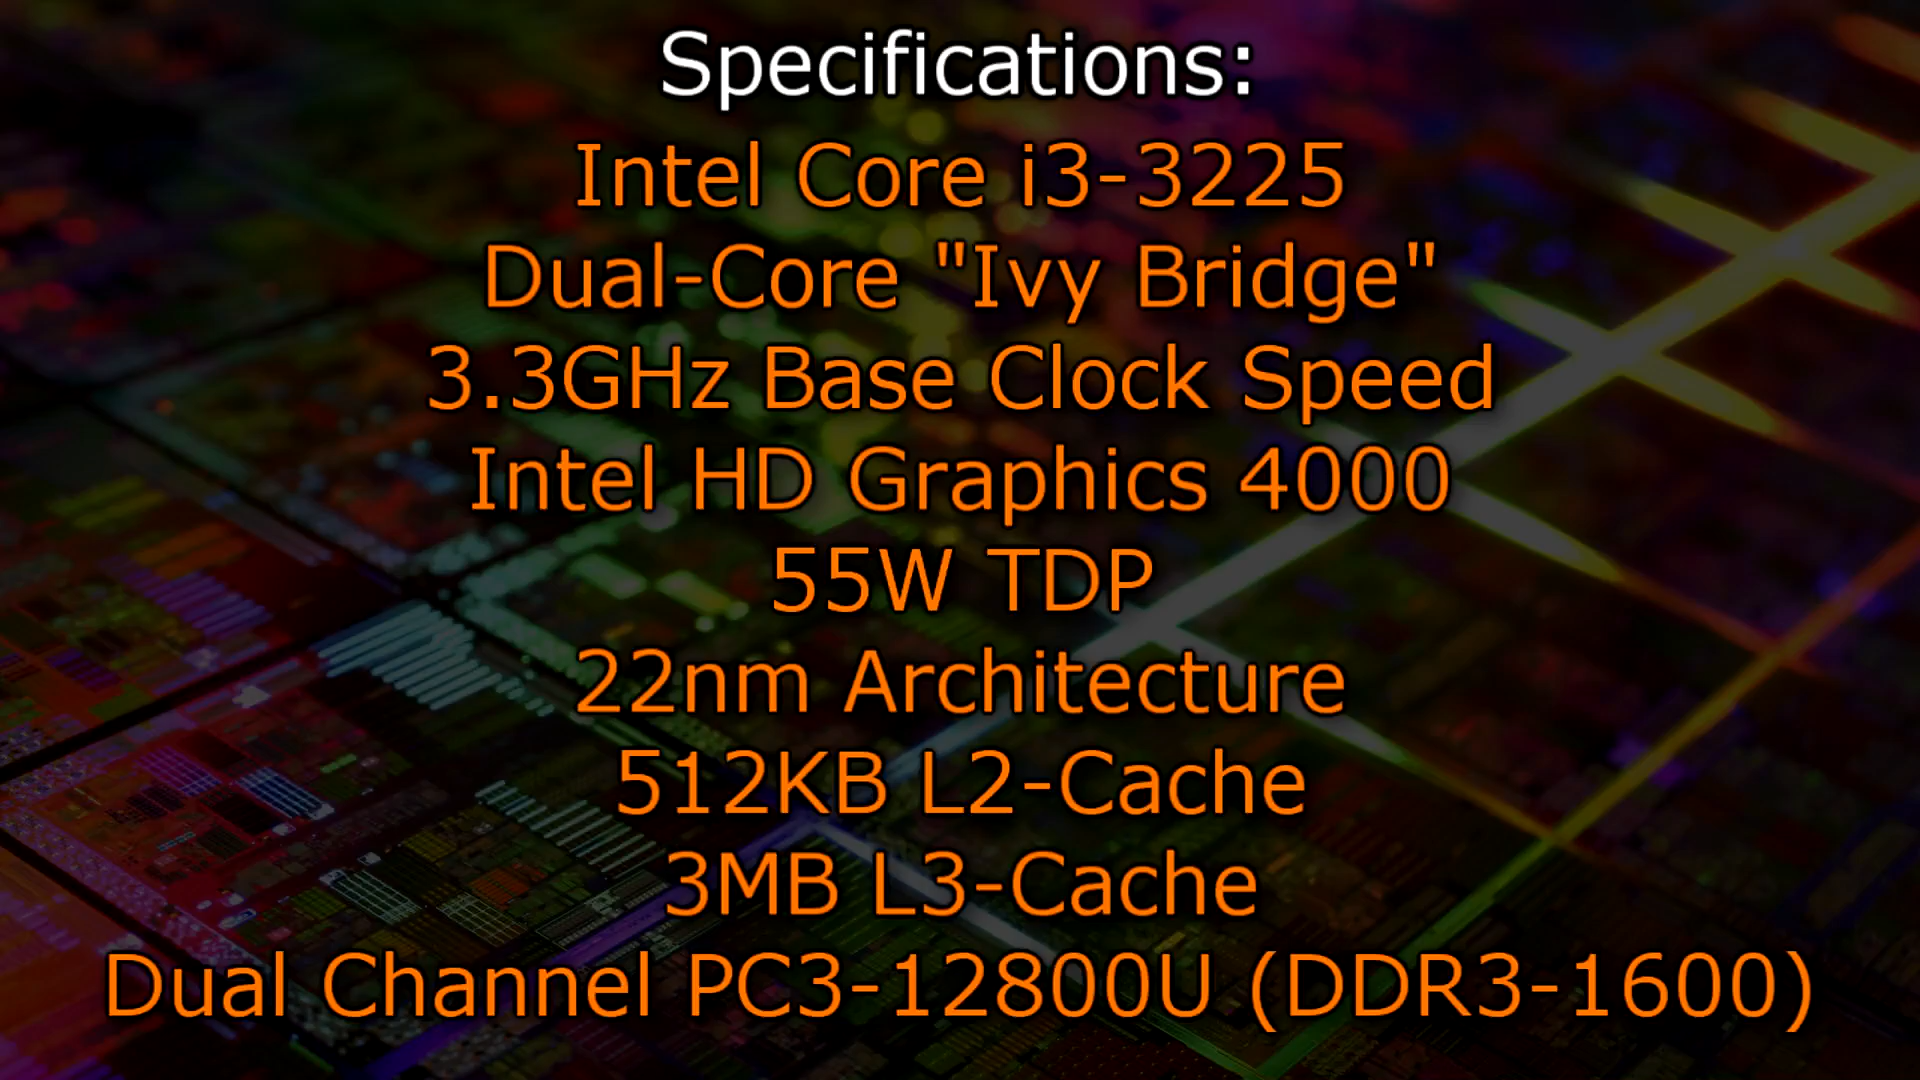 Specifications:
Intel Core i3-3225
Dual-Core "Ivy Bridge"
3.3GHz Base Clock Speed
Intel HD Graphics 4000
55W TDP
22nm Architecture
512KB L2-Cache
3MB L3-Cache
Dual Channel PC3-12800U (DDR3-1600)